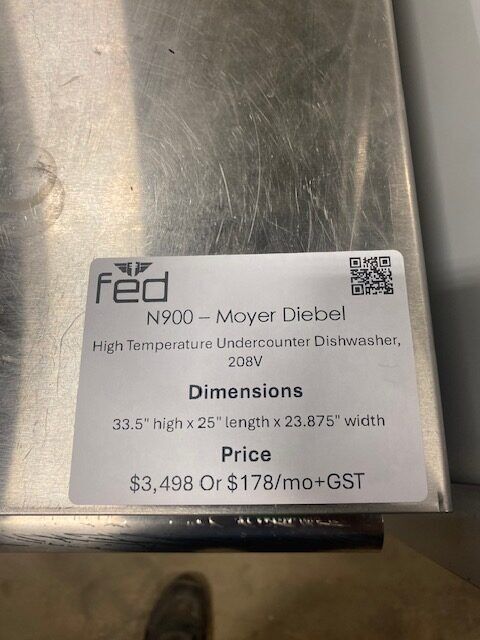 fed
N900 – Moyer Diebel
High Temperature Undercounter Dishwasher,
208V
Dimensions
33.5" high x 25" length x 23.875" width
Price
$3,498 Or $178/mo+GST